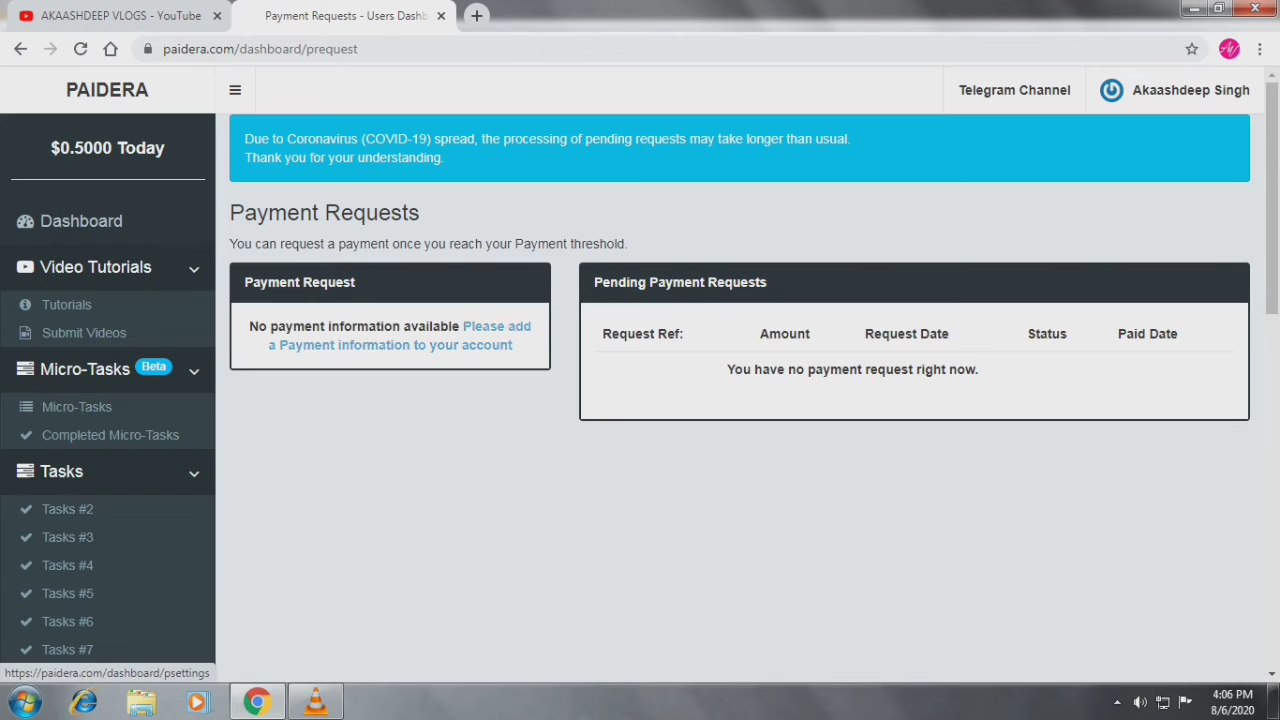 AKAASHDEEP VLOGS - YouTube
Payment Requests - Users Dashb
paidera.com/dashboard/prequest
PAIDERA
Telegram Channel
Akaashdeep Singh
$0.5000 Today
Dashboard
Video Tutorials
Tutorials
Submit Videos
Micro-Tasks Beta
Micro-Tasks
Completed Micro-Tasks
Tasks
Tasks #2
Tasks #3
Tasks #4
Tasks #5
Tasks #6
Tasks #7
Due to Coronavirus (COVID-19) spread, the processing of pending requests may take longer than usual.
Thank you for your understanding.
Payment Requests
You can request a payment once you reach your Payment threshold.
Payment Request
No payment information available Please add
a Payment information to your account
Pending Payment Requests
Request Ref: Amount Request Date Status Paid Date
You have no payment request right now.
https://paidera.com/dashboard/psettings
4:06 PM
8/6/2020